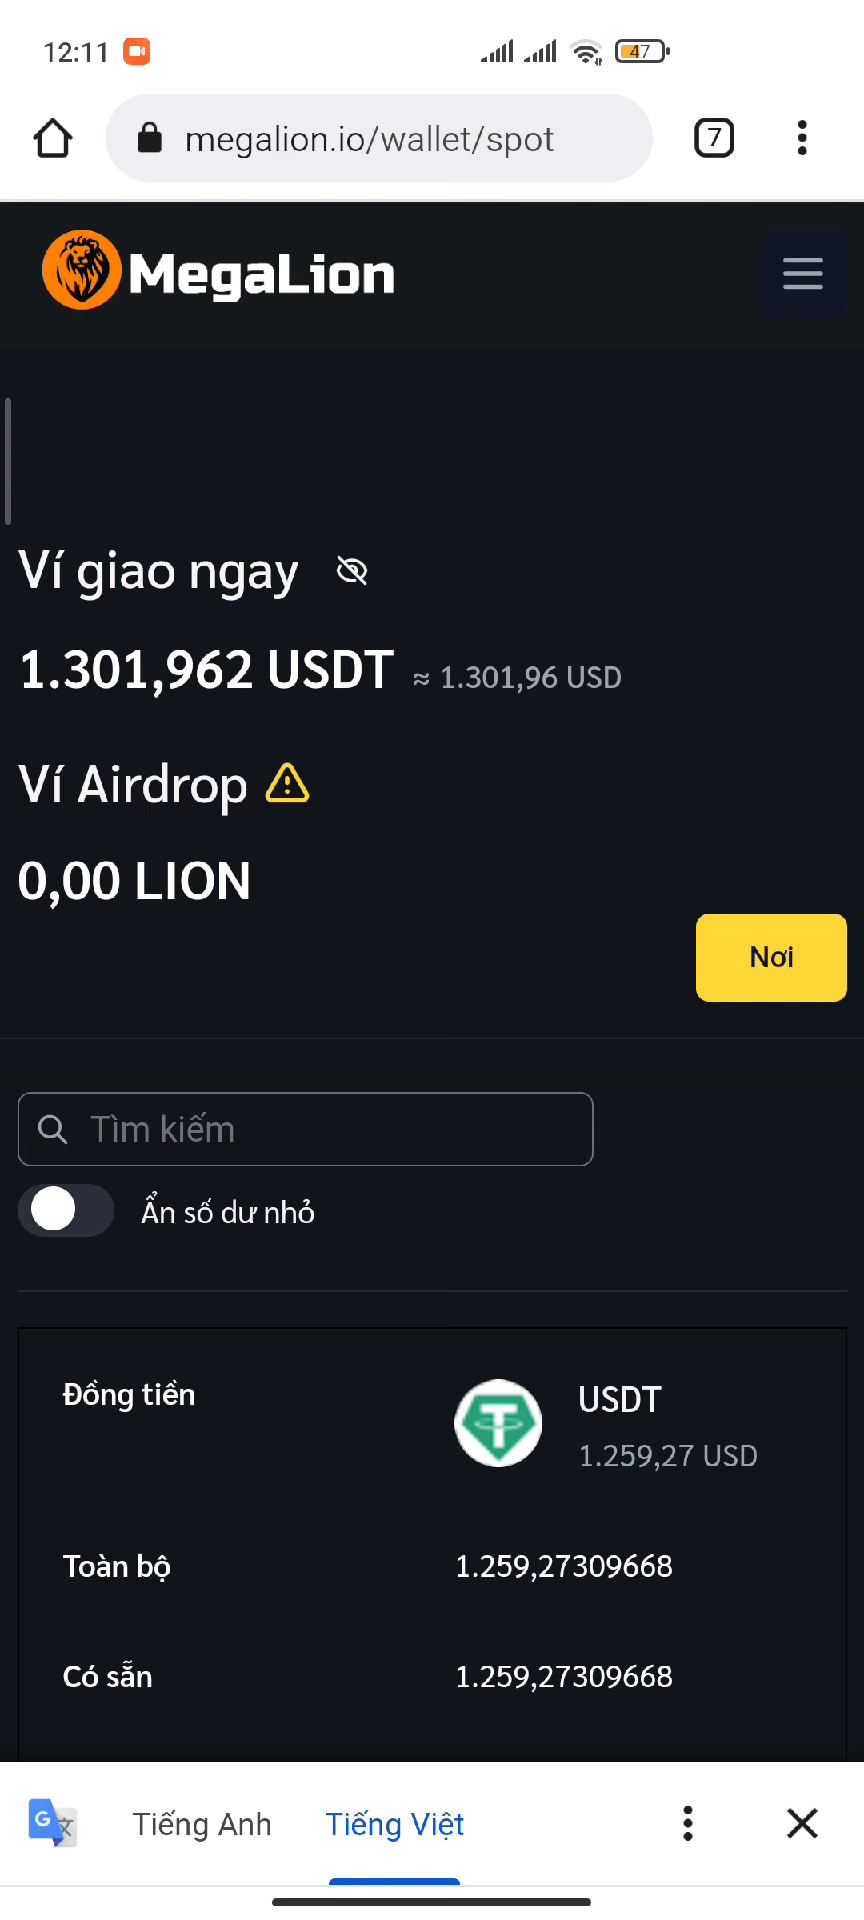 12:11
47
megalion.io/wallet/spot
7
MegaLion
Ví giao ngay
1.301,962 USDT ≈ 1.301,96 USD
Ví Airdrop
0,00 LION
Nơi
Tìm kiếm
Ẩn số dư nhỏ
Đồng tiền
USDT
1.259,27 USD
Toàn bộ 1.259,27309668
Có sẵn 1.259,27309668
Tiếng Anh Tiếng Việt